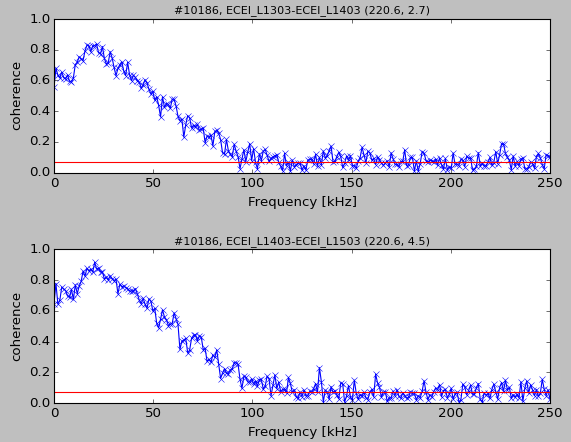 #10186, ECEI_L1303-ECEI_L1403 (220.6, 2.7)
1.0
0.8
0.6
0.4
0.2
0.0
coherence
0 50 100 150 200 250
Frequency [kHz]
#10186, ECEI_L1403-ECEI_L1503 (220.6, 4.5)
1.0
0.8
0.6
0.4
0.2
0.0
coherence
0 50 100 150 200 250
Frequency [kHz]